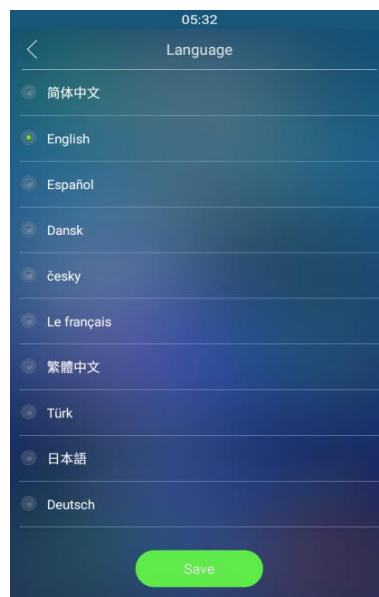 05:32
Language
简体中文
English
Español
Dansk
česky
Le français
繁體中文
Türk
日本語
Deutsch
Save